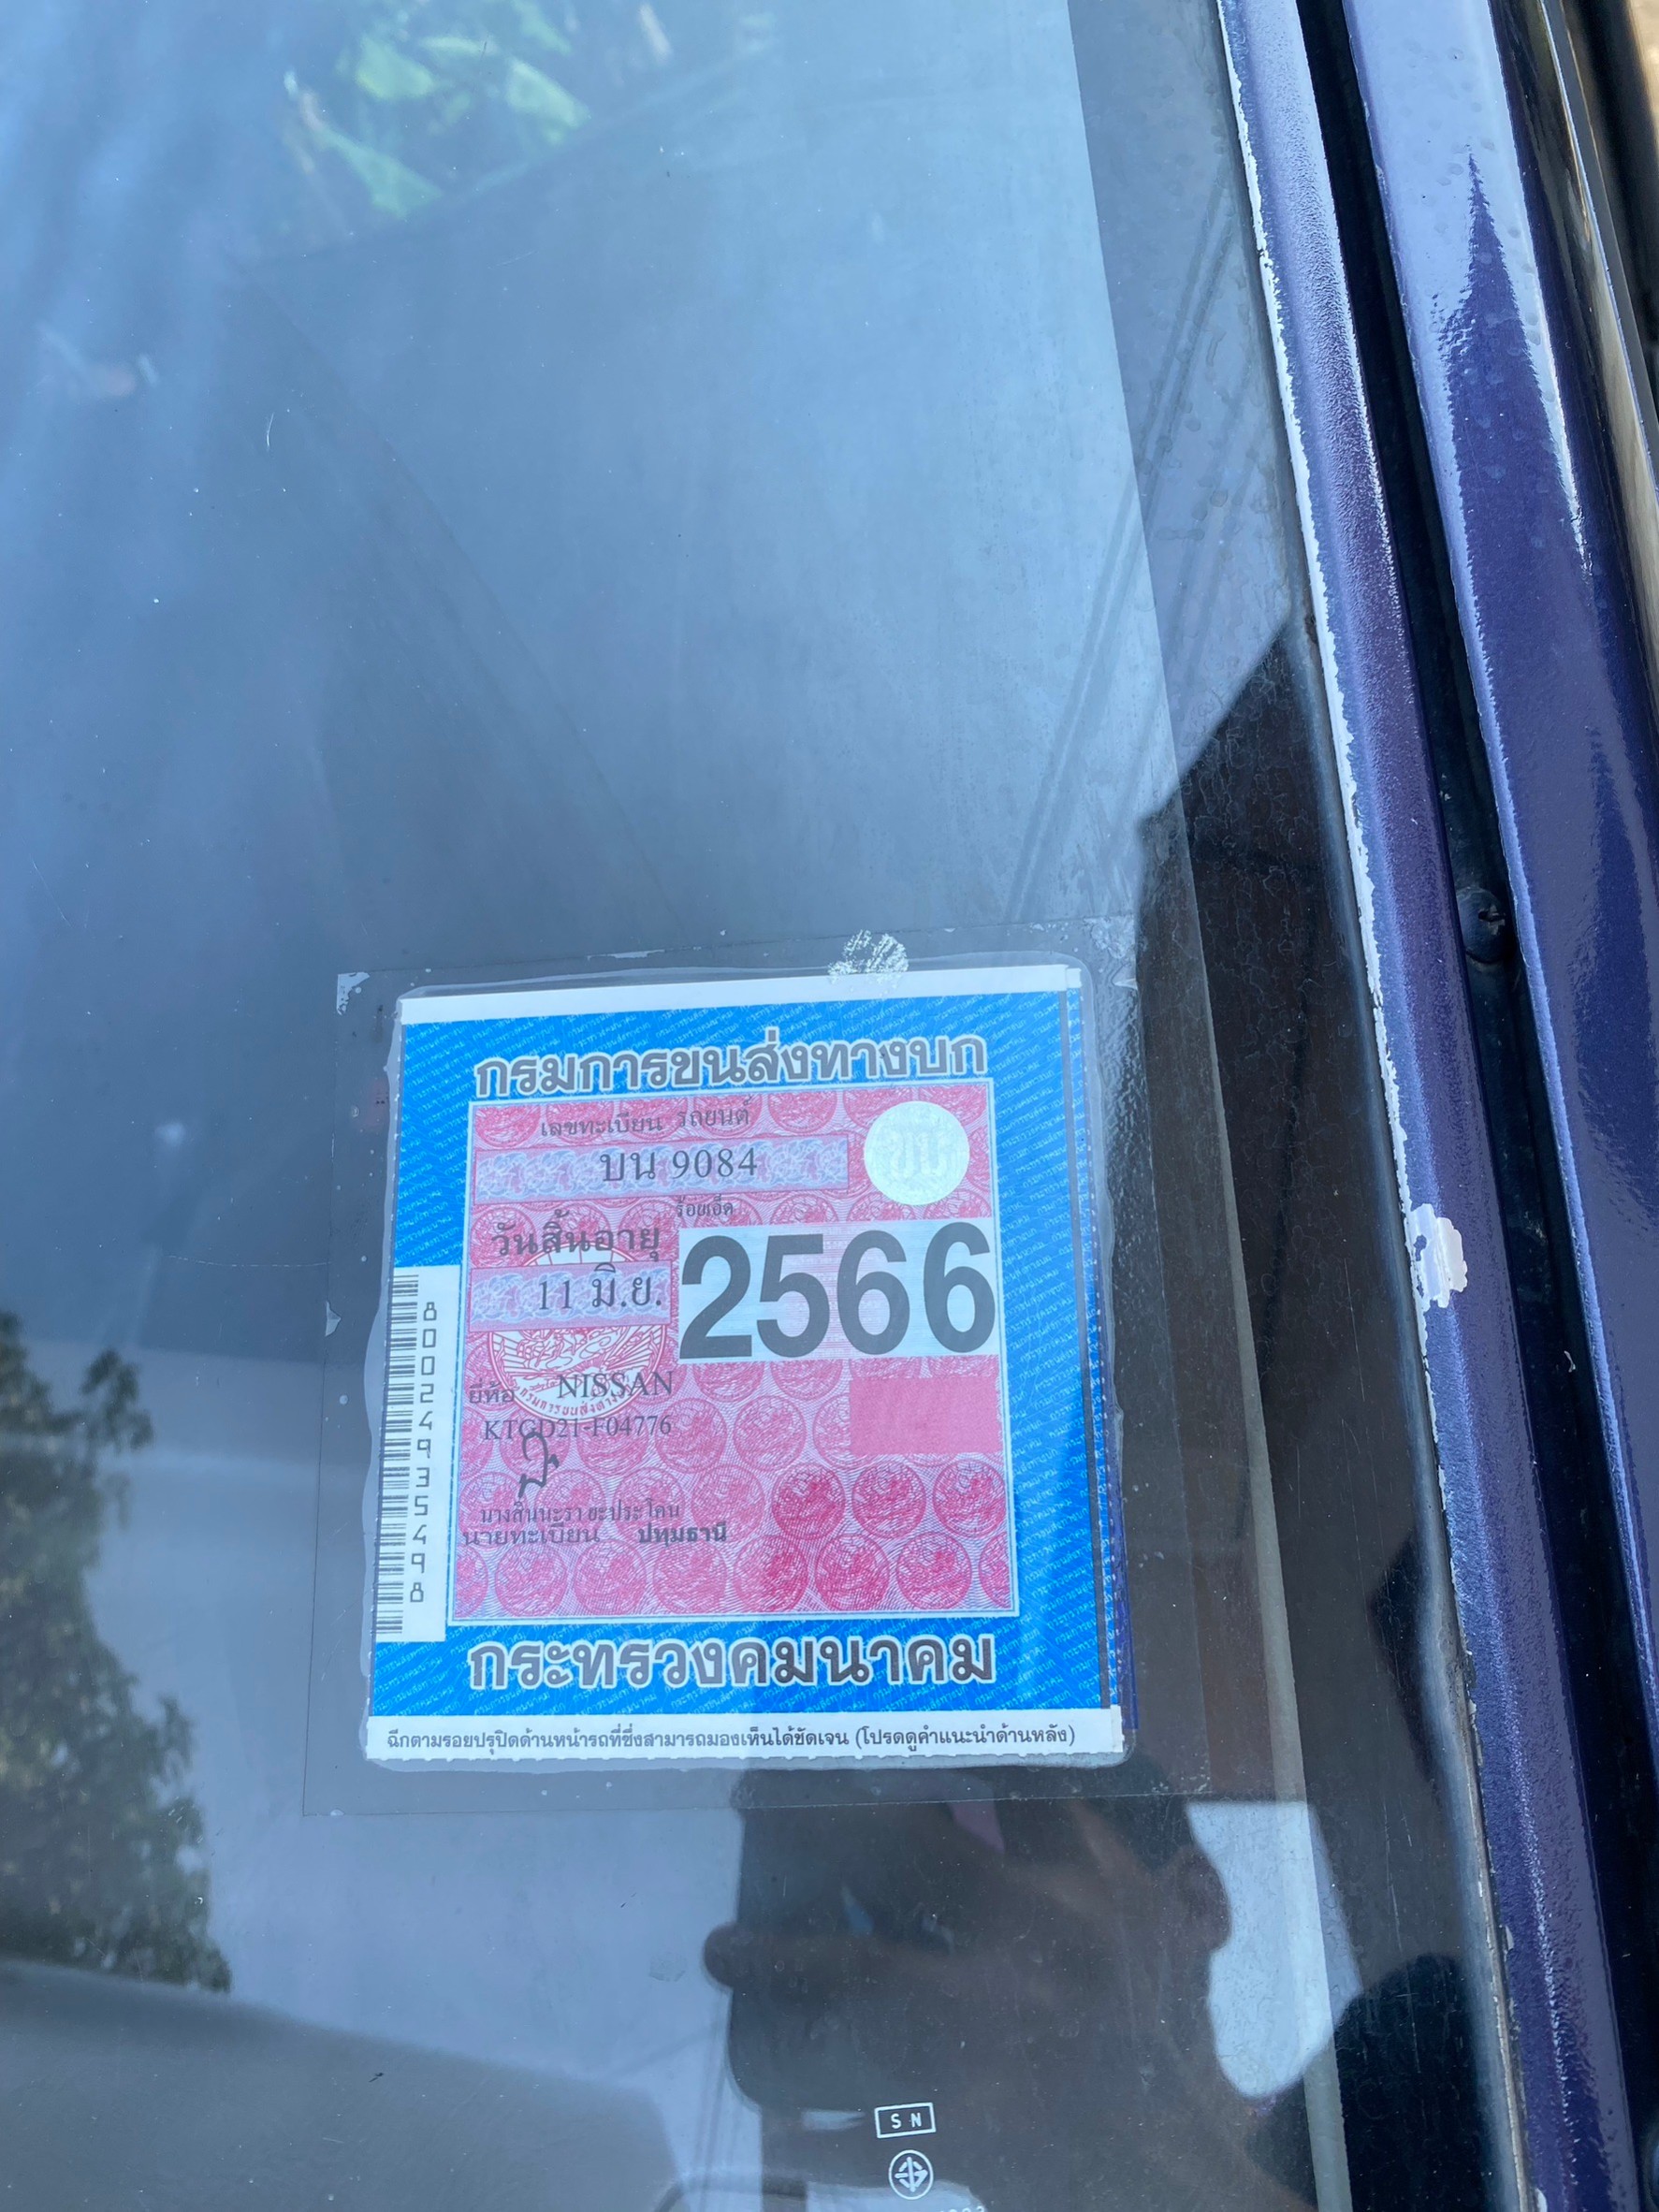 กรมการขนส่งทางบก
เลขทะเบียน รถยนต์
ขบ
บน 9084
ร้อยเอ็ด
วันสิ้นอายุ
11 มิ.ย.
2566
ยี่ห้อ NISSAN
KTGD21-F04776
นายทะเบียน ปทุมธานี
80024935498
กระทรวงคมนาคม
ฉีกตามรอยปรุปิดด้านหน้ารถที่ซึ่งสามารถมองเห็นได้ชัดเจน (โปรดดูคำแนะนำด้านหลัง)
SN